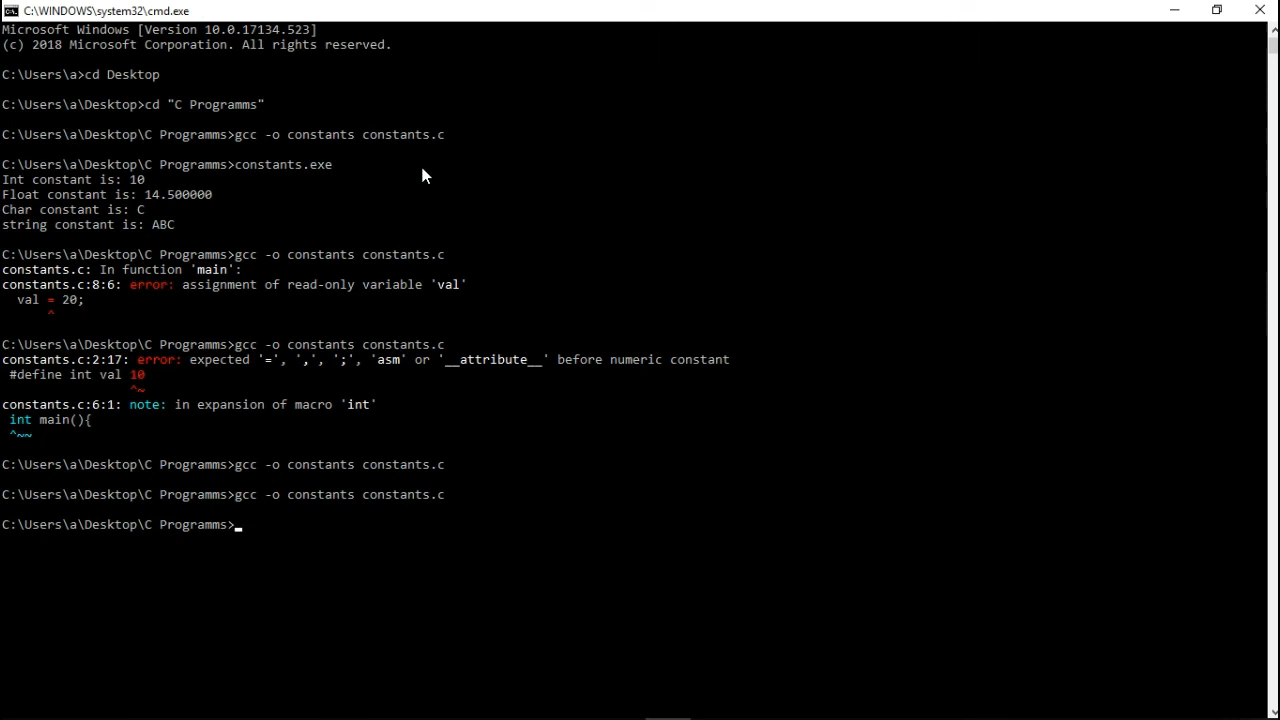 C:\WINDOWS\system32\cmd.exe
Microsoft Windows [Version 10.0.17134.523]
(c) 2018 Microsoft Corporation. All rights reserved.
C:\Users\a>cd Desktop
C:\Users\a\Desktop>cd "C Programms"
C:\Users\a\Desktop\C Programms>gcc -o constants constants.c
C:\Users\a\Desktop\C Programms>constants.exe
Int constant is: 10
Float constant is: 14.500000
Char constant is: C
string constant is: ABC
C:\Users\a\Desktop\C Programms>gcc -o constants constants.c
constants.c: In function 'main':
constants.c:8:6: error: assignment of read-only variable 'val'
val = 20;
^
C:\Users\a\Desktop\C Programms>gcc -o constants constants.c
constants.c:2:17: error: expected '=', ',', ';', 'asm' or '__attribute__' before numeric constant
#define int val 10
^~
constants.c:6:1: note: in expansion of macro 'int'
int main(){
^~~
C:\Users\a\Desktop\C Programms>gcc -o constants constants.c
C:\Users\a\Desktop\C Programms>gcc -o constants constants.c
C:\Users\a\Desktop\C Programms>